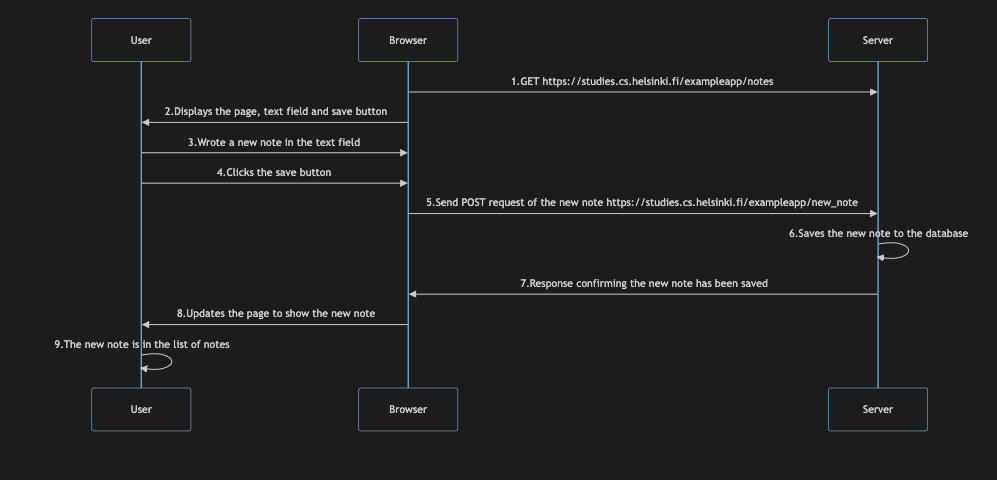 User
Browser
Server
1.GET https://studies.cs.helsinki.fi/exampleapp/notes
2.Displays the page, text field and save button
3.Wrote a new note in the text field
4.Clicks the save button
5.Send POST request of the new note https://studies.cs.helsinki.fi/exampleapp/new_note
6.Saves the new note to the database
7.Response confirming the new note has been saved
8.Updates the page to show the new note
9.The new note is in the list of notes
User
Browser
Server